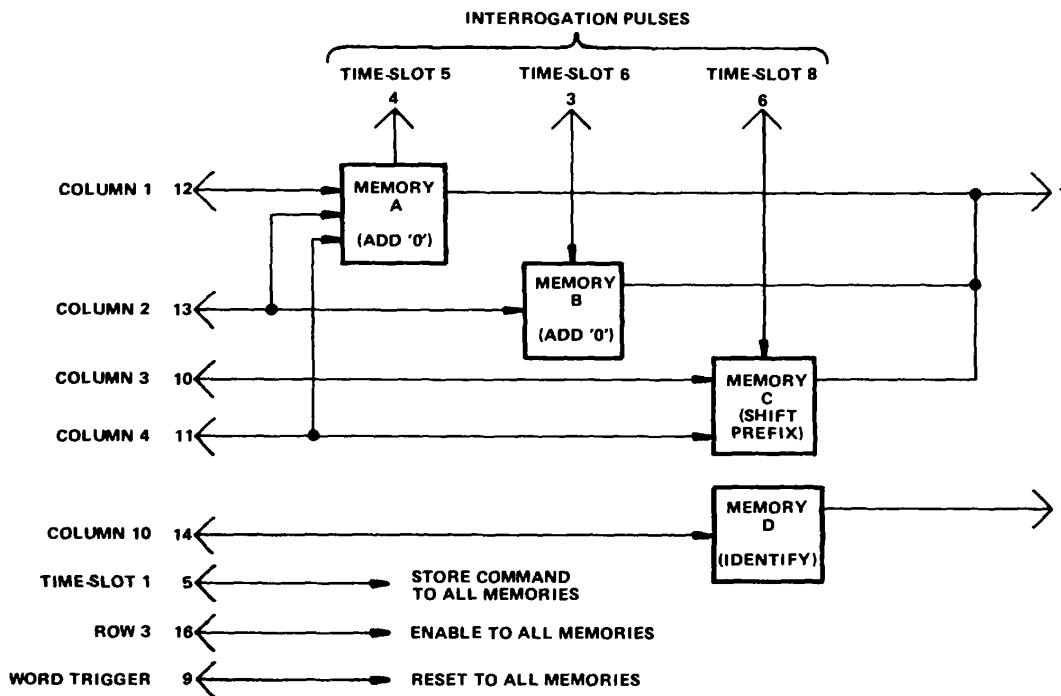 INTERROGATION PULSES
TIME-SLOT 5
TIME-SLOT 6
TIME-SLOT 8
4
3
6
COLUMN 1 12
MEMORY
A
(ADD '0')
COLUMN 2 13
MEMORY
B
(ADD '0')
COLUMN 3 10
COLUMN 4 11
MEMORY
C
(SHIFT
PREFIX)
COLUMN 10 14
MEMORY
D
(IDENTIFY)
TIME-SLOT 1 5
STORE COMMAND
TO ALL MEMORIES
ROW 3 16
ENABLE TO ALL MEMORIES
WORD TRIGGER 9
RESET TO ALL MEMORIES